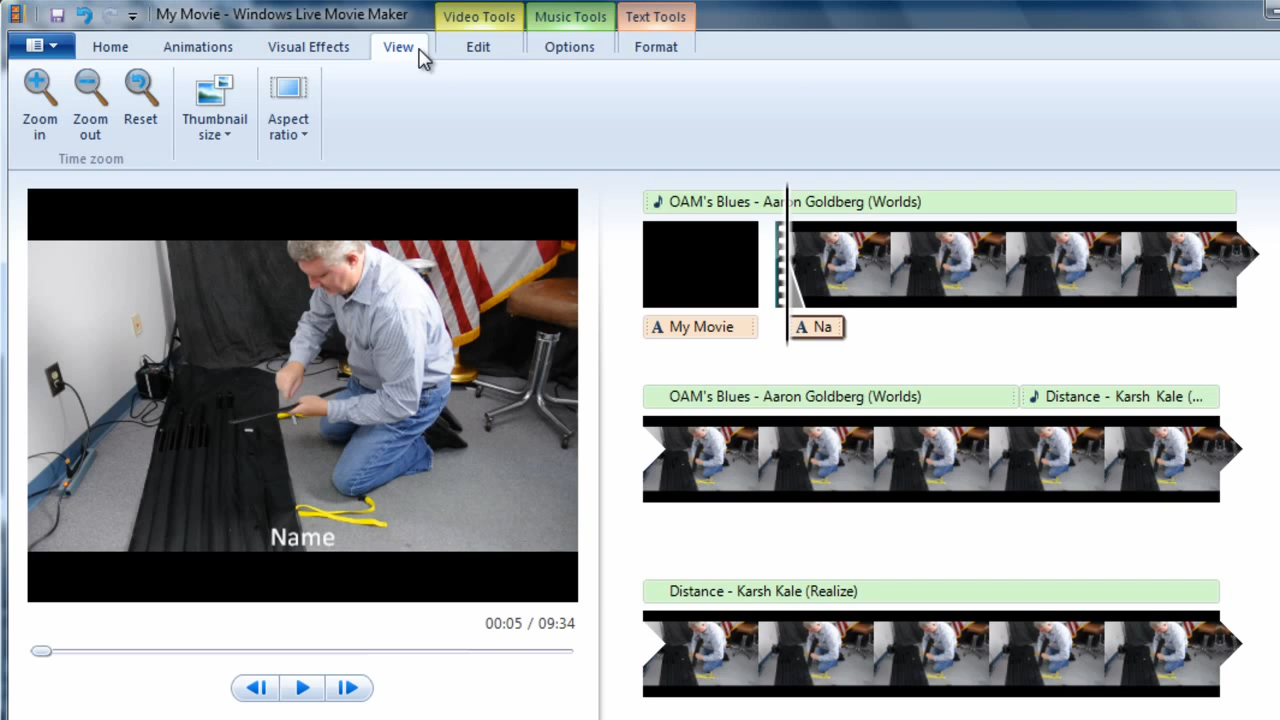 My Movie - Windows Live Movie Maker
Video Tools
Music Tools
Text Tools
Home
Animations
Visual Effects
View
Edit
Options
Format
Zoom in
Zoom out
Reset
Thumbnail size
Aspect ratio
Time zoom
OAM's Blues - Aaron Goldberg (Worlds)
A My Movie
A Na
OAM's Blues - Aaron Goldberg (Worlds)
Distance - Karsh Kale (...
Distance - Karsh Kale (Realize)
Name
00:05 / 09:34